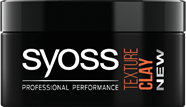 syoss
PROFESSIONAL PERFORMANCE
TEXTURE
CLAY
NEW